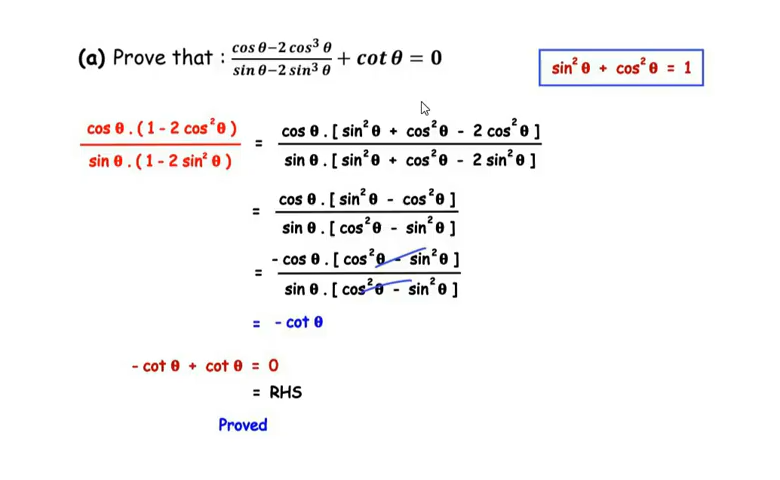 (a) Prove that : (cos θ−2 cos³ θ)/(sin θ−2 sin³ θ) + cot θ = 0
sin²θ + cos²θ = 1
cos θ . (1 - 2 cos²θ) / sin θ . (1 - 2 sin²θ) = cos θ . [ sin²θ + cos²θ - 2 cos²θ ] / sin θ . [ sin²θ + cos²θ - 2 sin²θ ]
= cos θ . [ sin²θ - cos²θ ] / sin θ . [ cos²θ - sin²θ ]
= - cos θ . [ cos²θ - sin²θ ] / sin θ . [ cos²θ - sin²θ ]
= - cot θ
- cot θ + cot θ = 0
= RHS
Proved